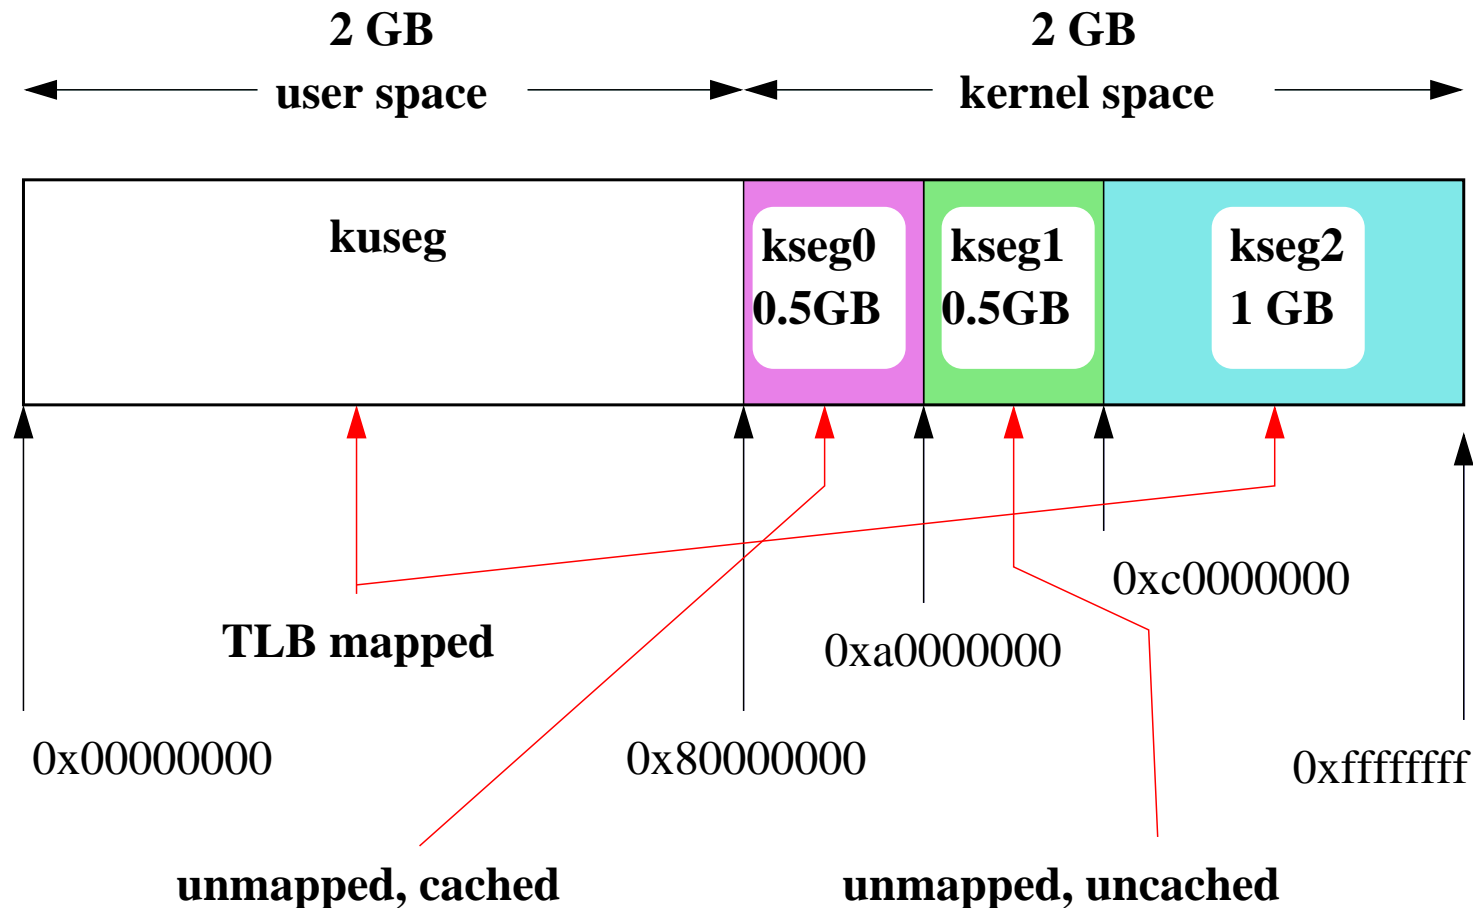 2 GB
2 GB
user space
kernel space
kuseg
kseg0
0.5GB
kseg1
0.5GB
kseg2
1 GB
0xc0000000
TLB mapped
0xa0000000
0x00000000
0x80000000
0xffffffff
unmapped, cached
unmapped, uncached